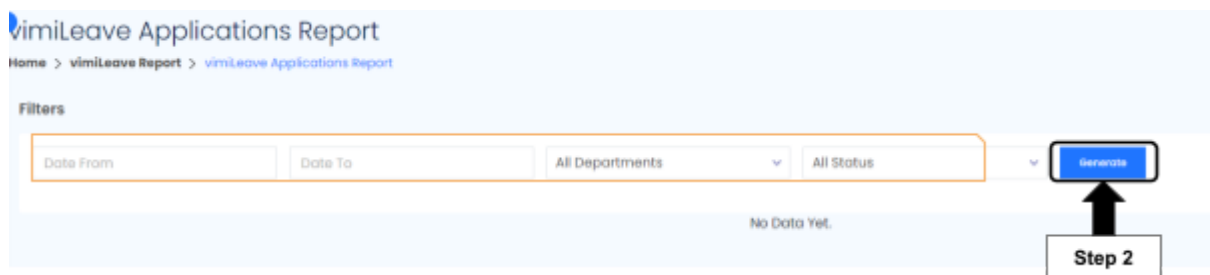 vimiLeave Applications Report
Home > vimiLeave Report > vimiLeave Applications Report
Filters
Date From Date To All Departments All Status Generate
No Data Yet.
Step 2